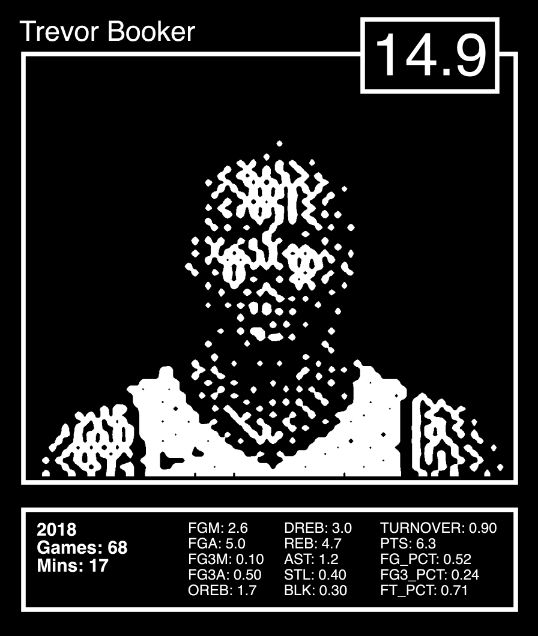 Trevor Booker
14.9
2018
Games: 68
Mins: 17
FGM: 2.6
FGA: 5.0
FG3M: 0.10
FG3A: 0.50
OREB: 1.7
DREB: 3.0
REB: 4.7
AST: 1.2
STL: 0.40
BLK: 0.30
TURNOVER: 0.90
PTS: 6.3
FG_PCT: 0.52
FG3_PCT: 0.24
FT_PCT: 0.71